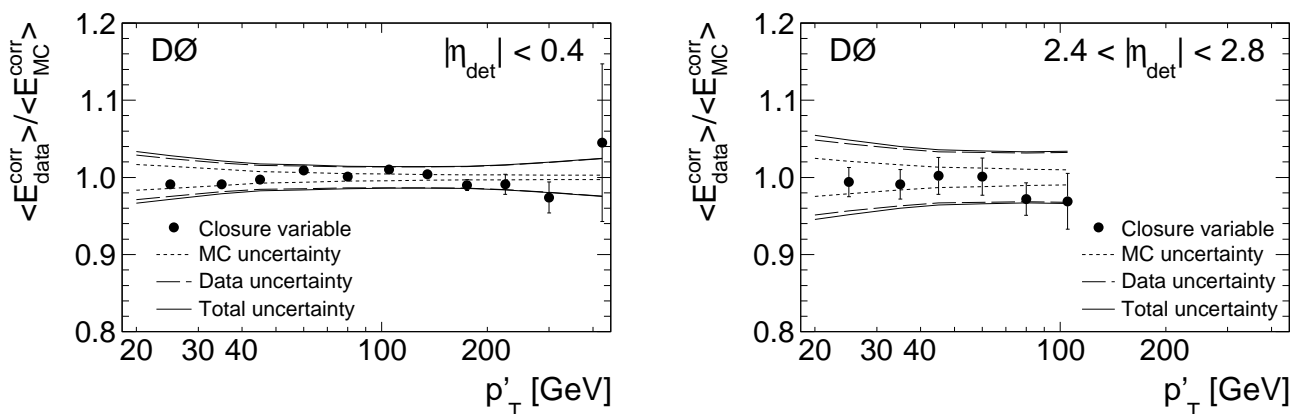 <E^corr_data>/<E^corr_MC>
1.2
1.1
1.0
0.9
0.8
DØ
|η_det| < 0.4
Closure variable
MC uncertainty
Data uncertainty
Total uncertainty
20 30 40 100 200
p'_T [GeV]
<E^corr_data>/<E^corr_MC>
1.2
1.1
1.0
0.9
0.8
DØ
2.4 < |η_det| < 2.8
Closure variable
MC uncertainty
Data uncertainty
Total uncertainty
20 30 40 100 200
p'_T [GeV]